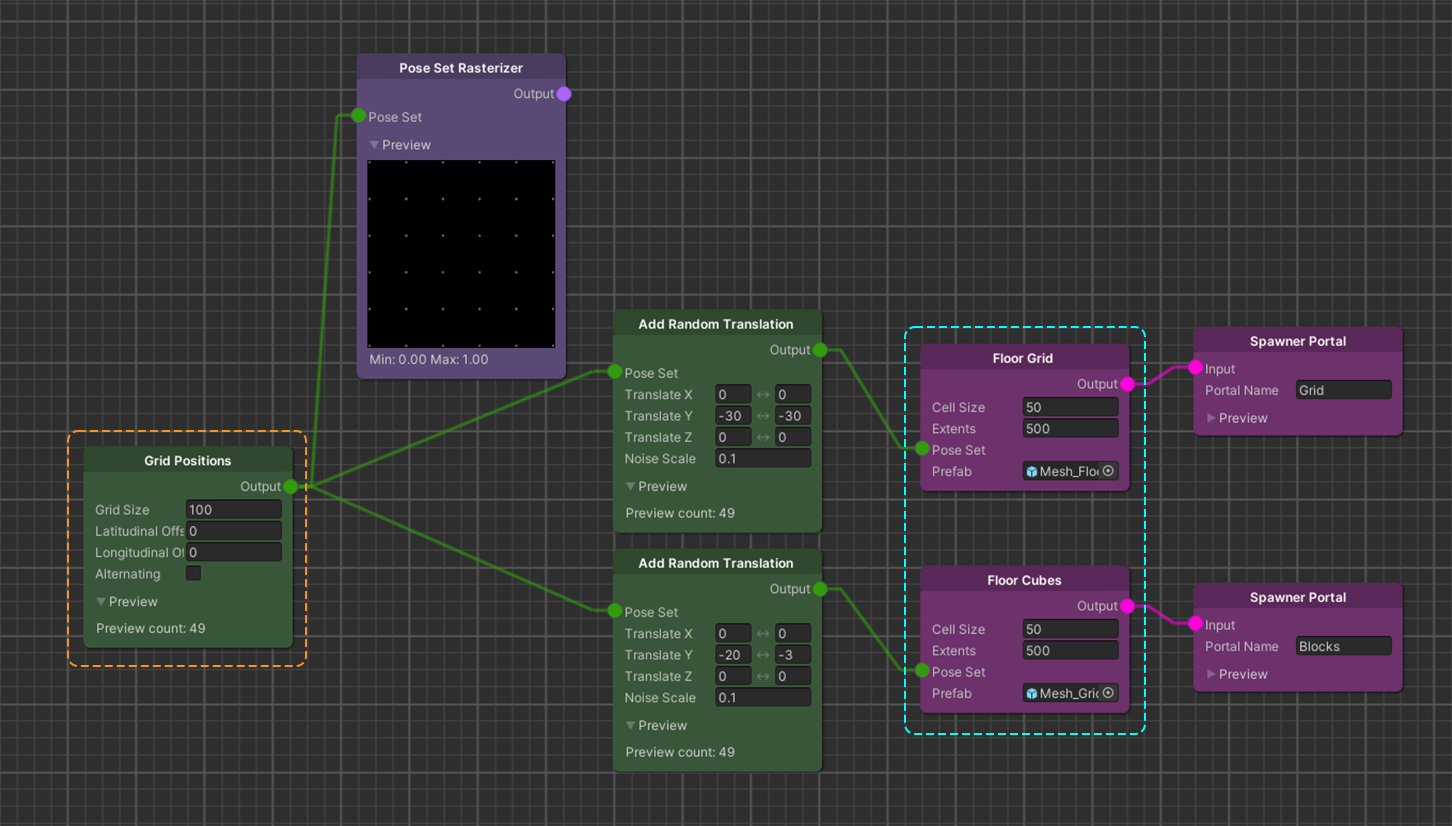 Pose Set Rasterizer
Output
Pose Set
Preview
Min: 0.00 Max: 1.00
Grid Positions
Output
Grid Size 100
Latitudinal Offs 0
Longitudinal Of 0
Alternating
Preview
Preview count: 49
Add Random Translation
Output
Pose Set
Translate X 0 ↔ 0
Translate Y -30 ↔ -30
Translate Z 0 ↔ 0
Noise Scale 0.1
Preview
Preview count: 49
Add Random Translation
Output
Pose Set
Translate X 0 ↔ 0
Translate Y -20 ↔ -3
Translate Z 0 ↔ 0
Noise Scale 0.1
Preview
Preview count: 49
Floor Grid
Output
Cell Size 50
Extents 500
Pose Set
Prefab Mesh_Floo
Floor Cubes
Output
Cell Size 50
Extents 500
Pose Set
Prefab Mesh_Grid
Spawner Portal
Input
Portal Name Grid
Preview
Spawner Portal
Input
Portal Name Blocks
Preview